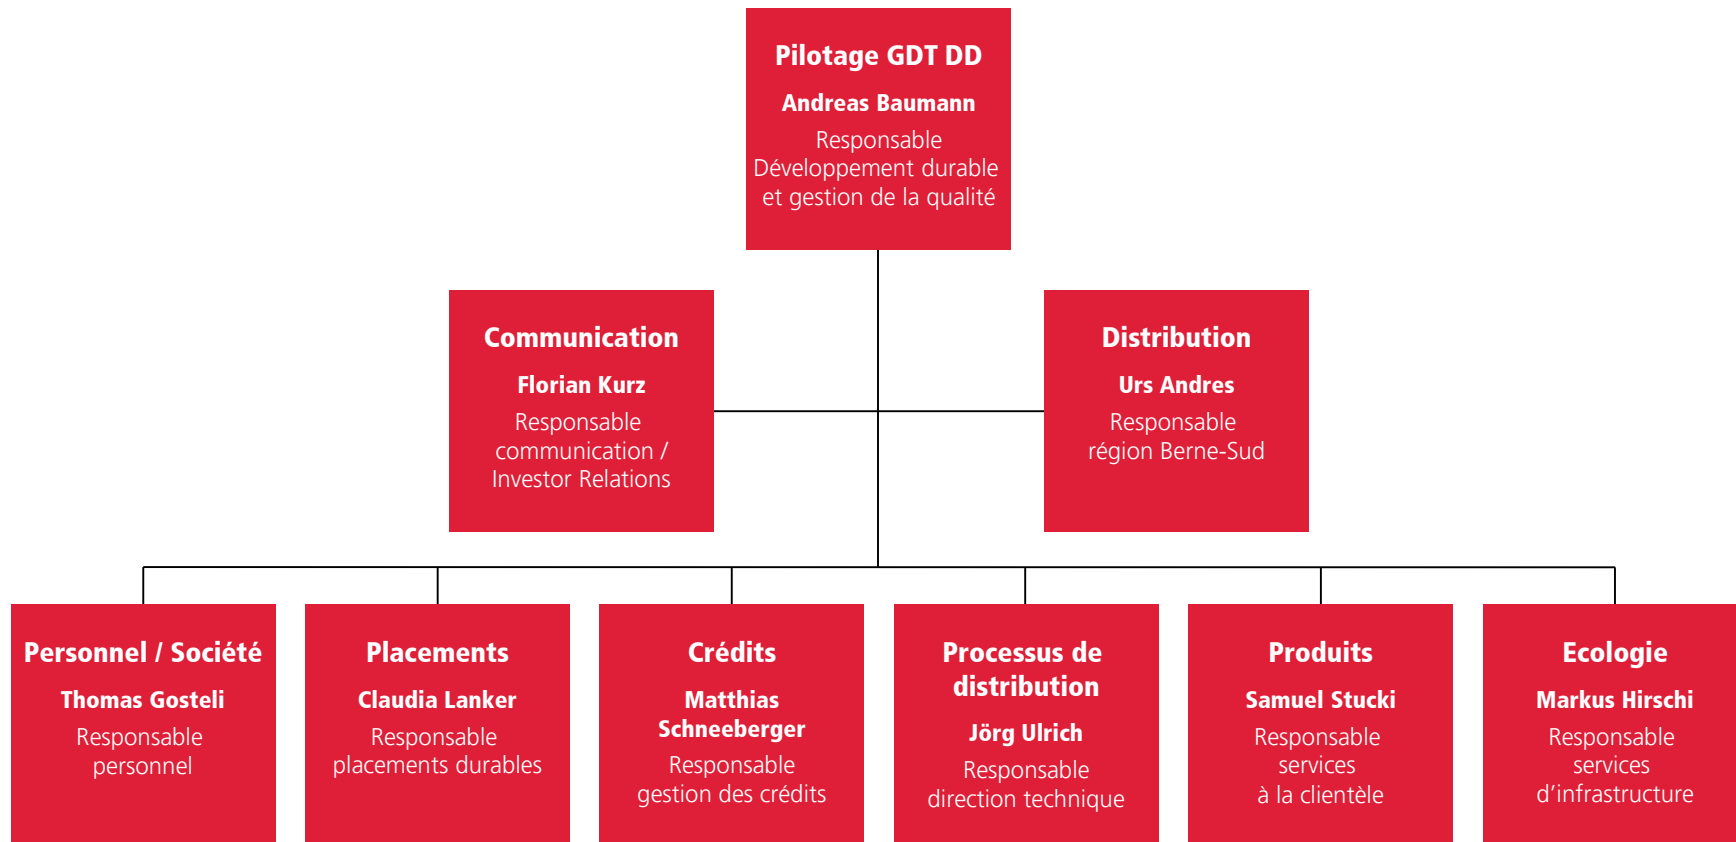 Pilotage GDT DD
Andreas Baumann
Responsable
Développement durable
et gestion de la qualité
Communication
Florian Kurz
Responsable
communication /
Investor Relations
Distribution
Urs Andres
Responsable
région Berne-Sud
Personnel / Société
Thomas Gosteli
Responsable
personnel
Placements
Claudia Lanker
Responsable
placements durables
Crédits
Matthias
Schneeberger
Responsable
gestion des crédits
Processus de
distribution
Jörg Ulrich
Responsable
direction technique
Produits
Samuel Stucki
Responsable
services
à la clientèle
Ecologie
Markus Hirschi
Responsable
services
d’infrastructure